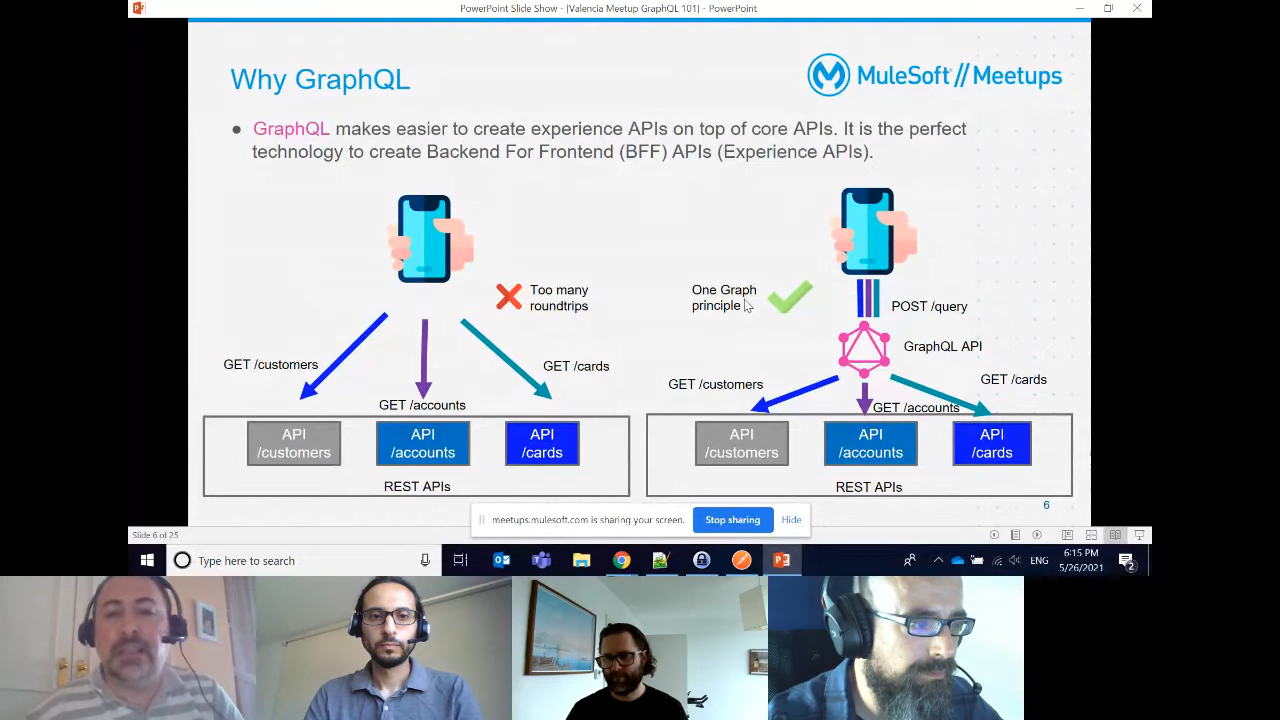 PowerPoint Slide Show - [Valencia Meetup GraphQL 101] - PowerPoint
Why GraphQL
MuleSoft // Meetups
● GraphQL makes easier to create experience APIs on top of core APIs. It is the perfect
technology to create Backend For Frontend (BFF) APIs (Experience APIs).
Too many
roundtrips
GET /customers
GET /cards
GET /accounts
API
/customers
API
/accounts
API
/cards
REST APIs
One Graph
principle
POST /query
GraphQL API
GET /customers
GET /cards
GET /accounts
API
/customers
API
/accounts
API
/cards
REST APIs
6
meetups.mulesoft.com is sharing your screen.
Stop sharing
Hide
Slide 6 of 25
Type here to search
ENG
6:15 PM
5/26/2021
2